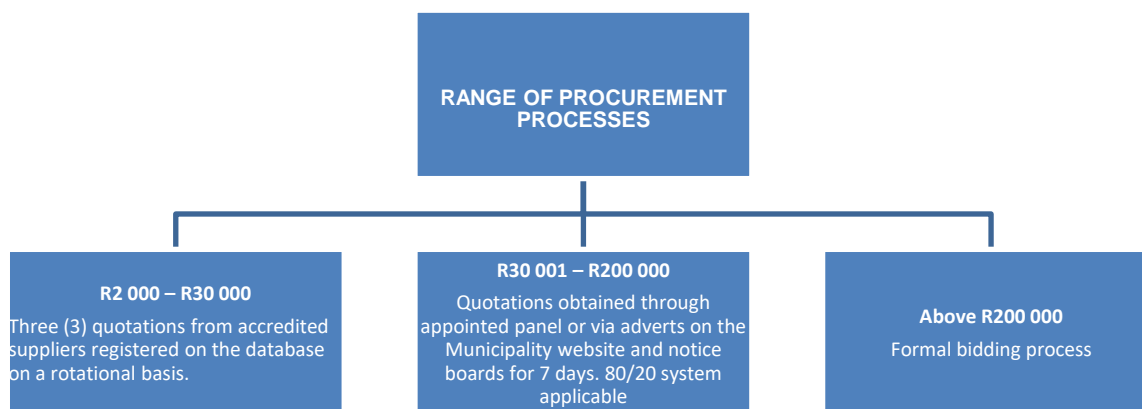 RANGE OF PROCUREMENT
PROCESSES
R2 000 – R30 000
Three (3) quotations from accredited
suppliers registered on the database
on a rotational basis.
R30 001 – R200 000
Quotations obtained through
appointed panel or via adverts on the
Municipality website and notice
boards for 7 days. 80/20 system
applicable
Above R200 000
Formal bidding process